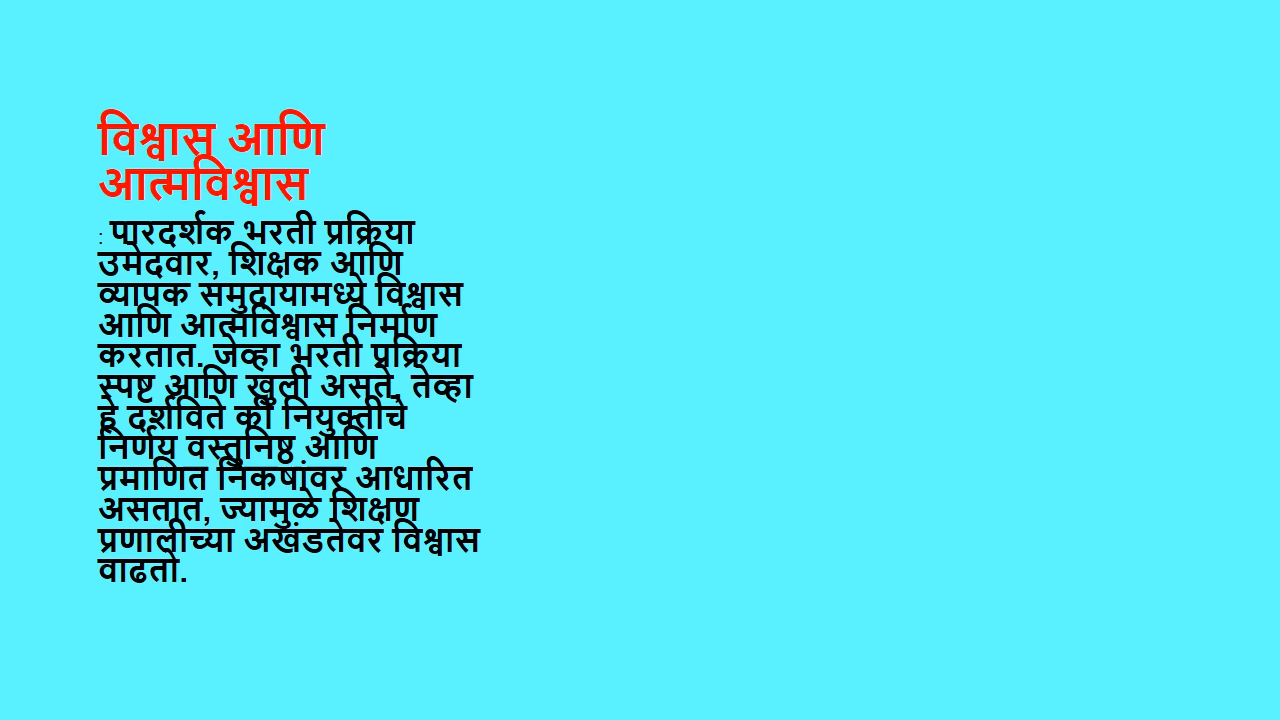 विश्वास आणि
आत्मविश्वास
: पारदर्शक भरती प्रक्रिया
उमेदवार, शिक्षक आणि
व्यापक समुदायामध्ये विश्वास
आणि आत्मविश्वास निर्माण
करतात. जेव्हा भरती प्रक्रिया
स्पष्ट आणि खुली असते, तेव्हा
हे दर्शविते की नियुक्तीचे
निर्णय वस्तुनिष्ठ आणि
प्रमाणित निकषांवर आधारित
असतात, ज्यामुळे शिक्षण
प्रणालीच्या अखंडतेवर विश्वास
वाढतो.